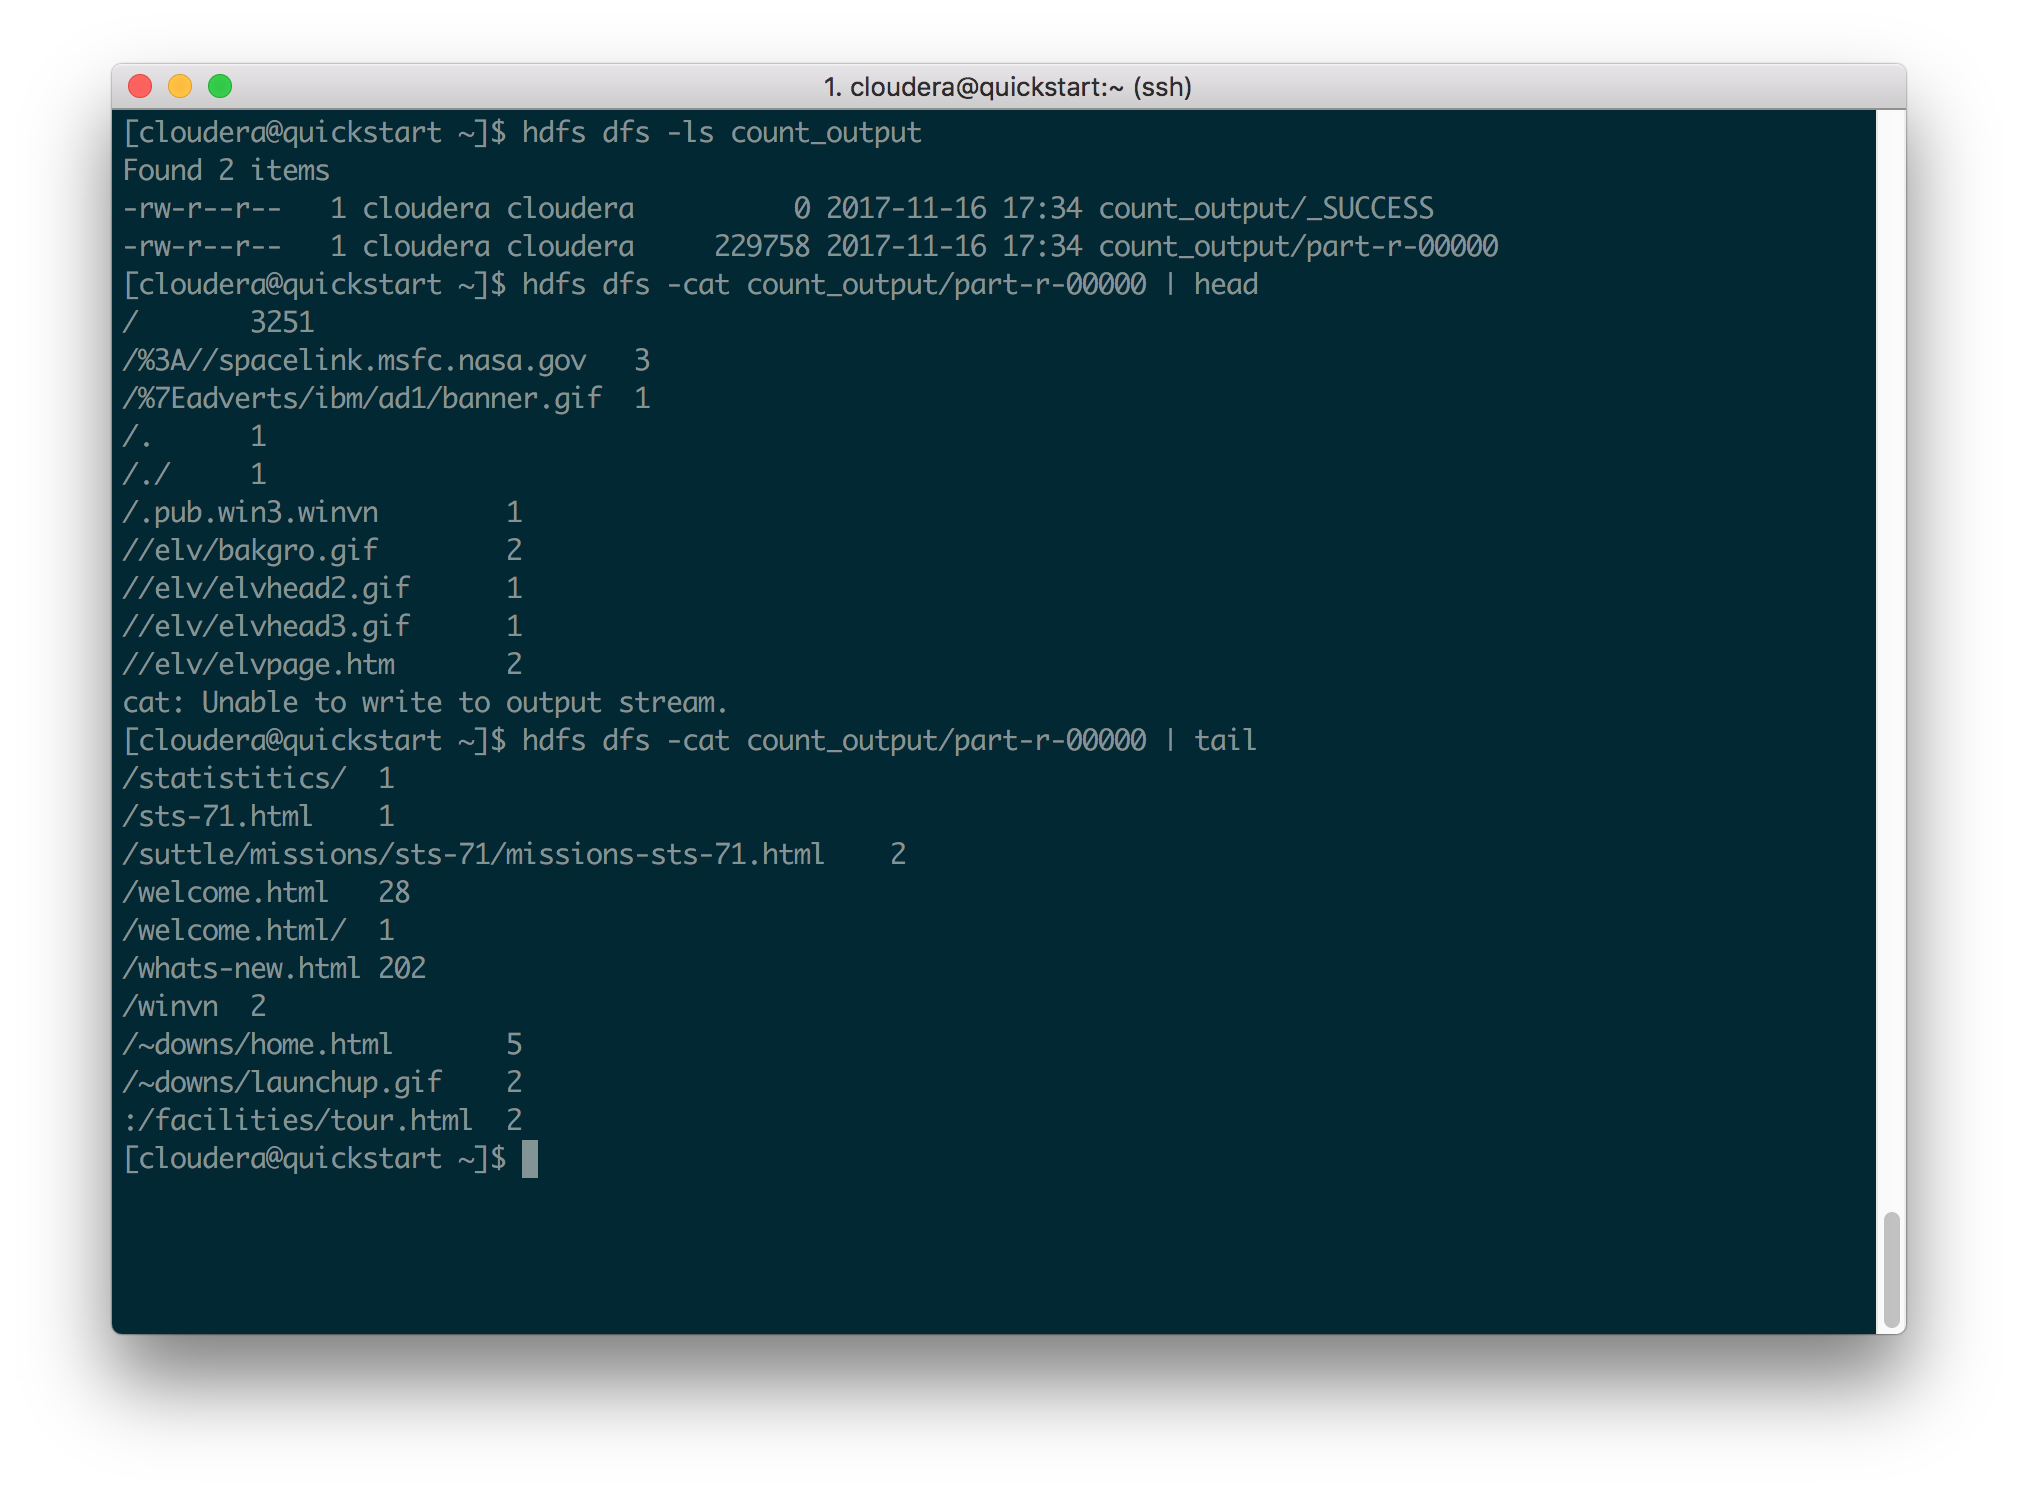 1. cloudera@quickstart:~ (ssh)
[cloudera@quickstart ~]$ hdfs dfs -ls count_output
Found 2 items
-rw-r--r--   1 cloudera cloudera          0 2017-11-16 17:34 count_output/_SUCCESS
-rw-r--r--   1 cloudera cloudera     229758 2017-11-16 17:34 count_output/part-r-00000
[cloudera@quickstart ~]$ hdfs dfs -cat count_output/part-r-00000 | head
/       3251
/%3A//spacelink.msfc.nasa.gov   3
/%7Eadverts/ibm/ad1/banner.gif  1
/.      1
/./     1
/.pub.win3.winvn        1
//elv/bakgro.gif        2
//elv/elvhead2.gif      1
//elv/elvhead3.gif      1
//elv/elvpage.htm       2
cat: Unable to write to output stream.
[cloudera@quickstart ~]$ hdfs dfs -cat count_output/part-r-00000 | tail
/statistitics/  1
/sts-71.html    1
/suttle/missions/sts-71/missions-sts-71.html    2
/welcome.html   28
/welcome.html/  1
/whats-new.html 202
/winvn  2
/~downs/home.html       5
/~downs/launchup.gif    2
:/facilities/tour.html  2
[cloudera@quickstart ~]$